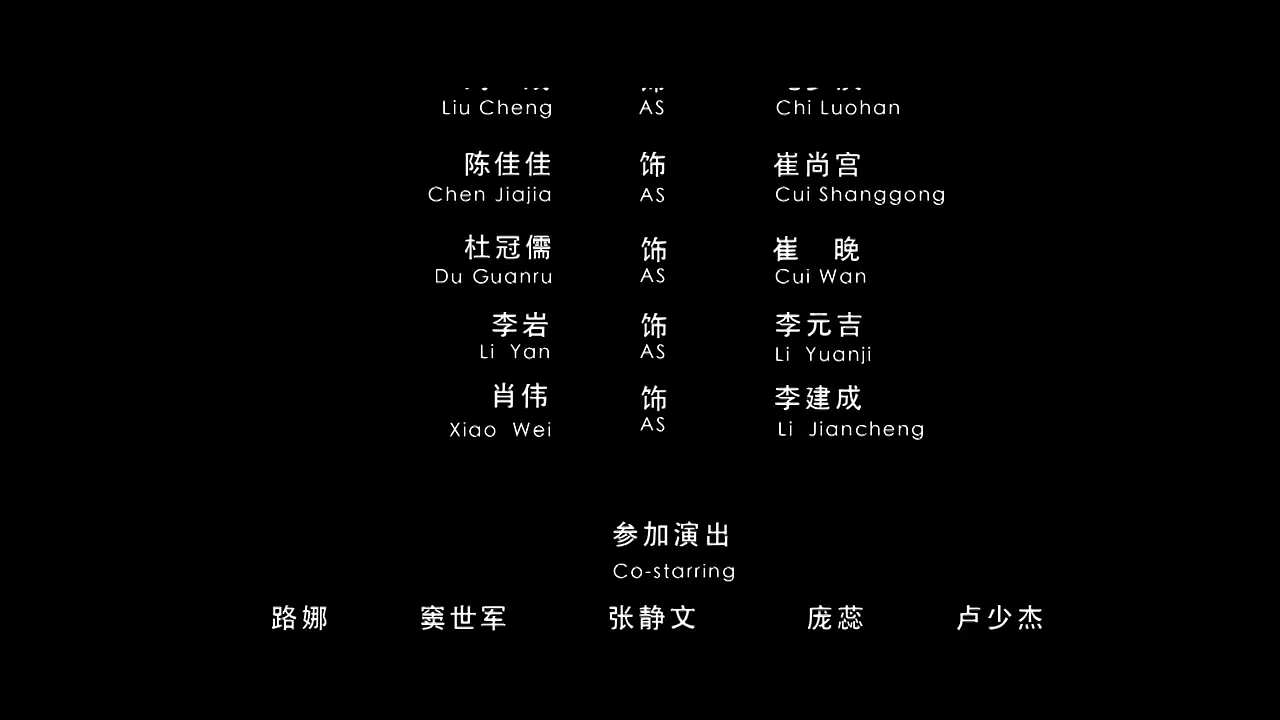 Liu Cheng AS Chi Luohan
陈佳佳 饰 崔尚宫
Chen Jiajia AS Cui Shanggong
杜冠儒 饰 崔 晚
Du Guanru AS Cui Wan
李岩 饰 李元吉
Li Yan AS Li Yuanji
肖伟 饰 李建成
Xiao Wei AS Li Jiancheng
参加演出
Co-starring
路娜 窦世军 张静文 庞蕊 卢少杰